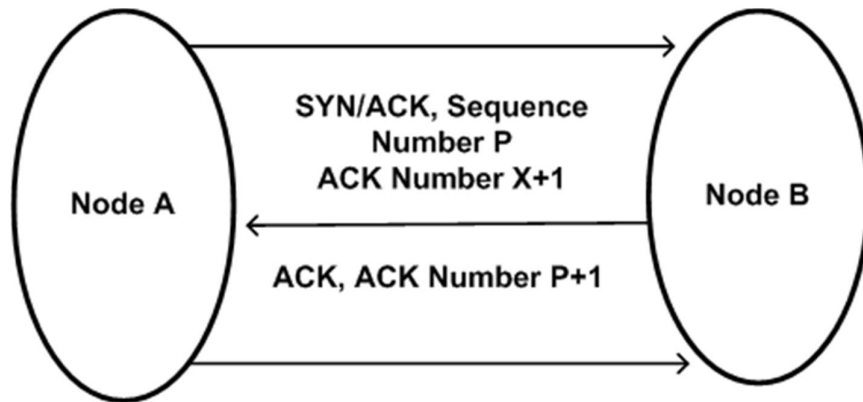 SYN/ACK, Sequence
Number P
ACK Number X+1
Node A
Node B
ACK, ACK Number P+1